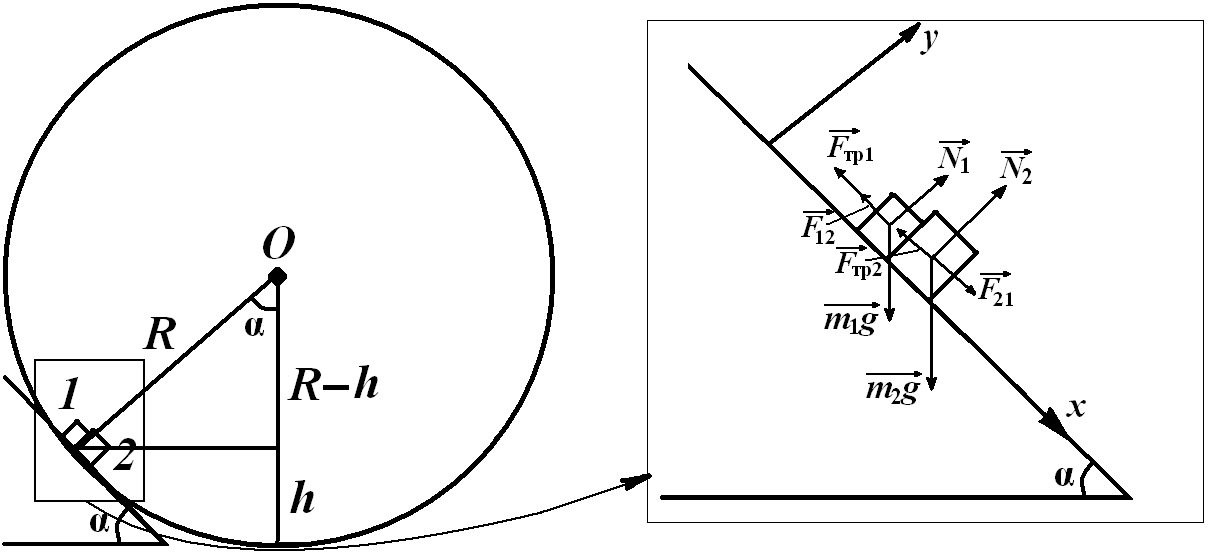 O
α
R
R–h
1
2
h
α
y
F⃗тр1
N⃗1
N⃗2
F⃗12
F⃗тр2
F⃗21
m⃗1g
m⃗2g
x
α